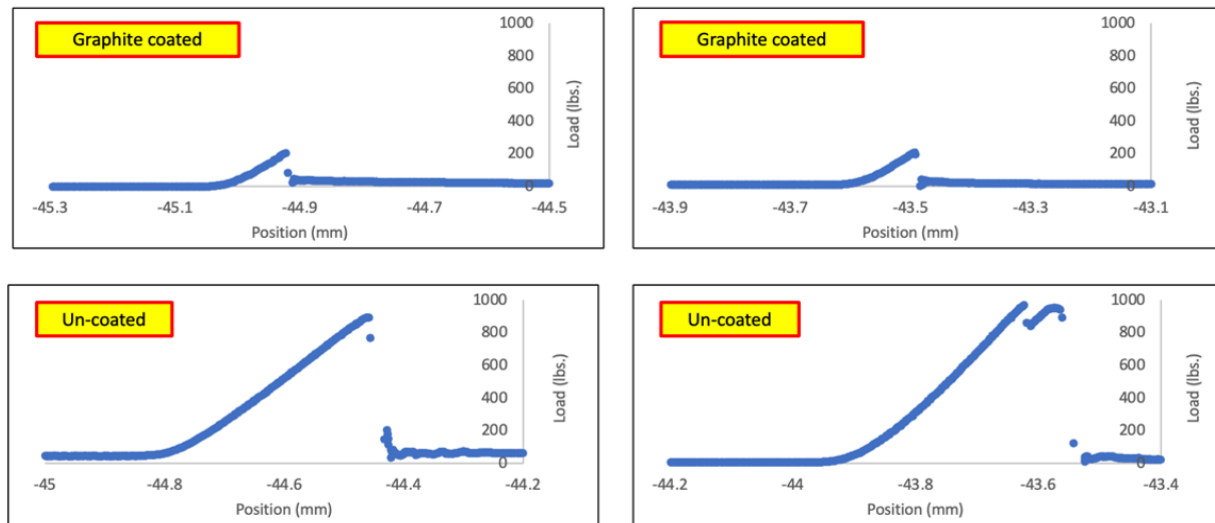 Graphite coated
1000
800
600
400
200
0
Load (lbs.)
-45.3 -45.1 -44.9 -44.7 -44.5
Position (mm)
Graphite coated
1000
800
600
400
200
0
Load (lbs.)
-43.9 -43.7 -43.5 -43.3 -43.1
Position (mm)
Un-coated
1000
800
600
400
200
0
Load (lbs.)
-45 -44.8 -44.6 -44.4 -44.2
Position (mm)
Un-coated
1000
800
600
400
200
0
Load (lbs.)
-44.2 -44 -43.8 -43.6 -43.4
Position (mm)